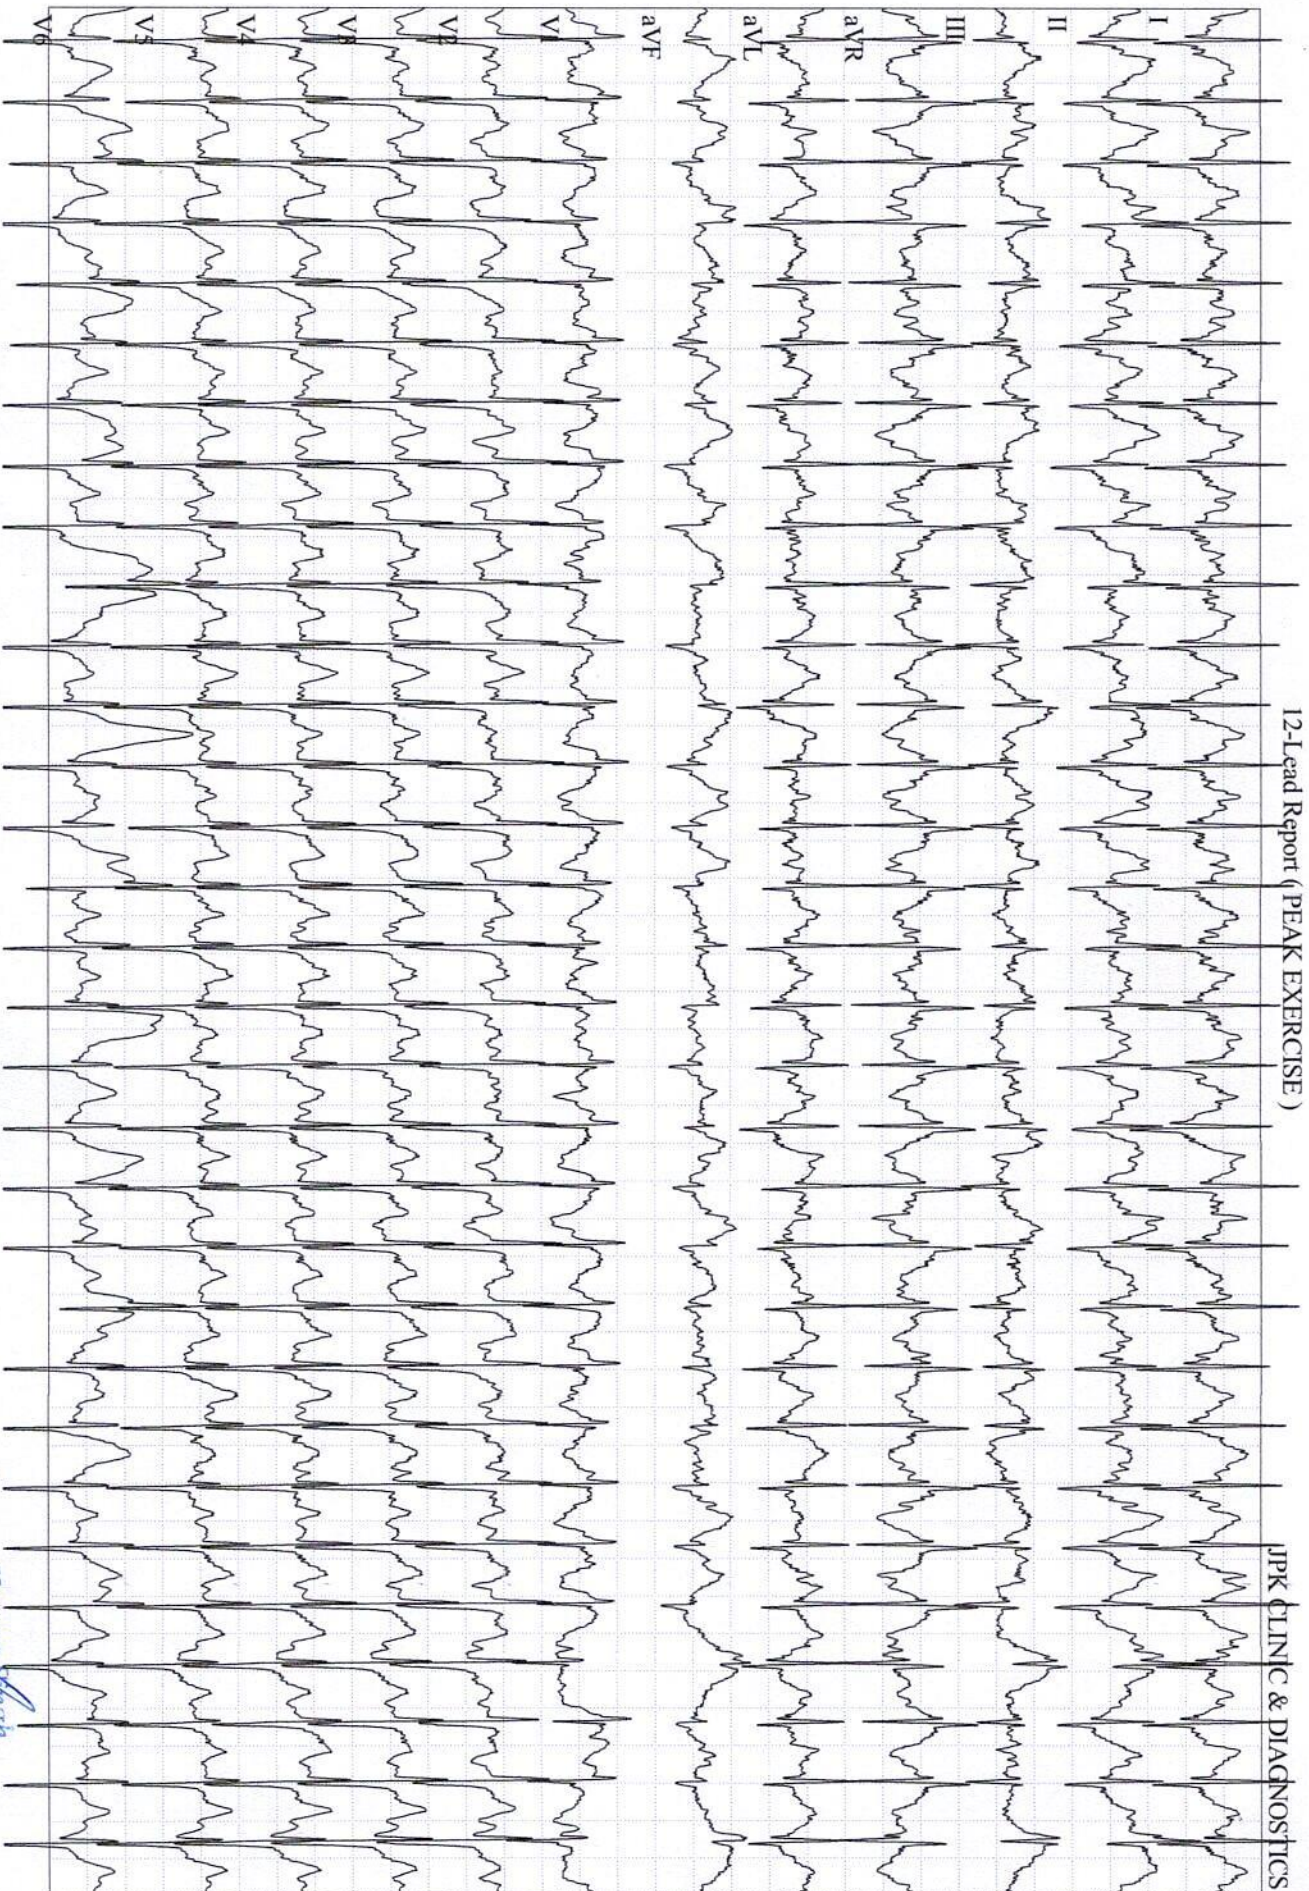 12-Lead Report ( PEAK EXERCISE )
JPK CLINIC & DIAGNOSTICS
I
II
III
aVR
aVL
aVF
V1
V2
V3
V4
V5
V6